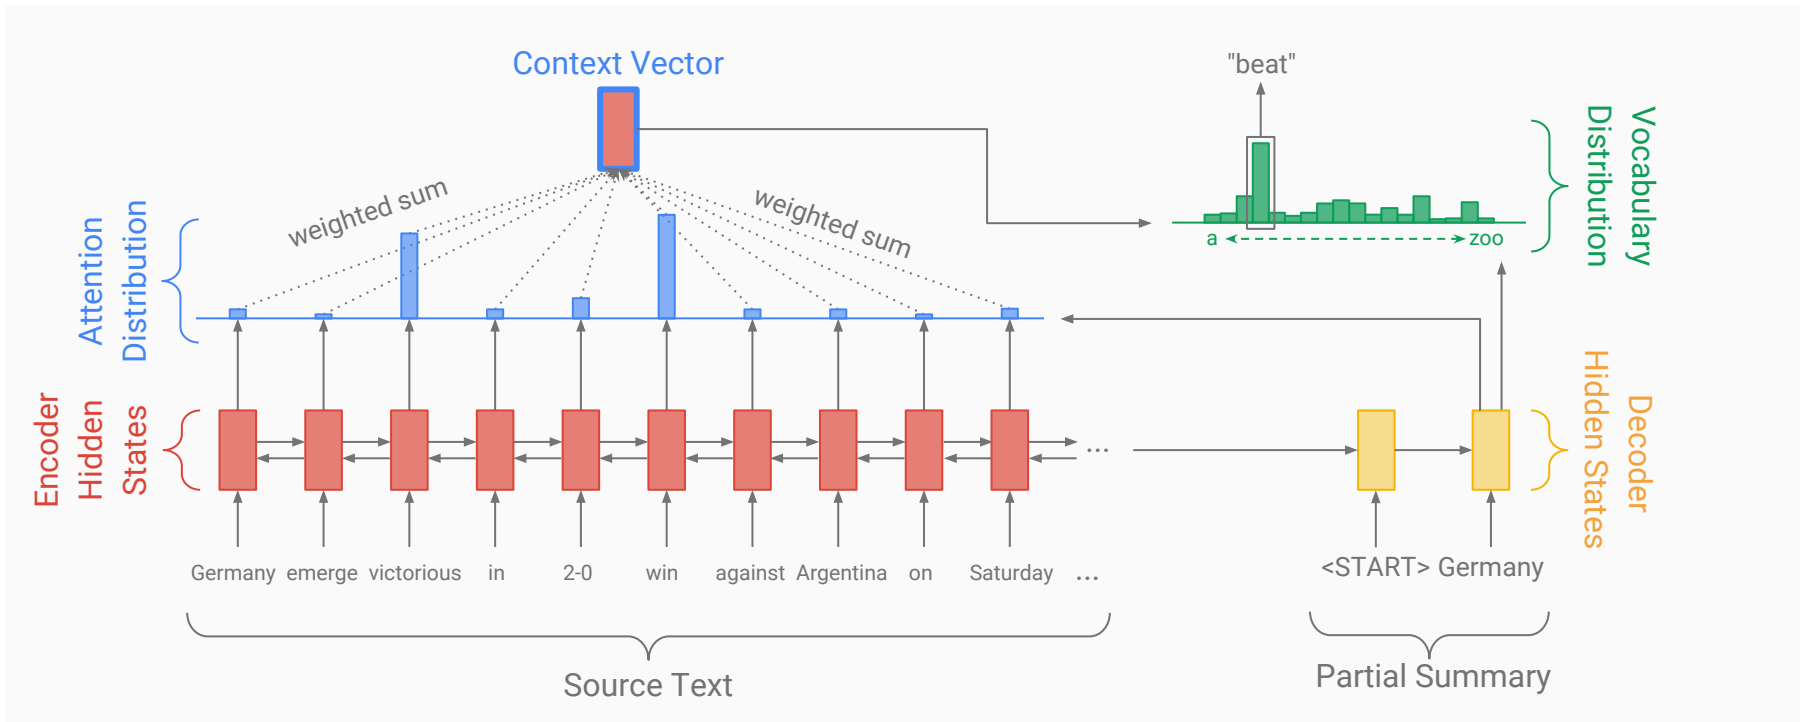 Context Vector
"beat"
Vocabulary
Distribution
a
zoo
weighted sum
weighted sum
Attention
Distribution
Encoder
Hidden
States
...
Decoder
Hidden States
Germany emerge victorious in 2-0 win against Argentina on Saturday ...
<START> Germany
Source Text
Partial Summary